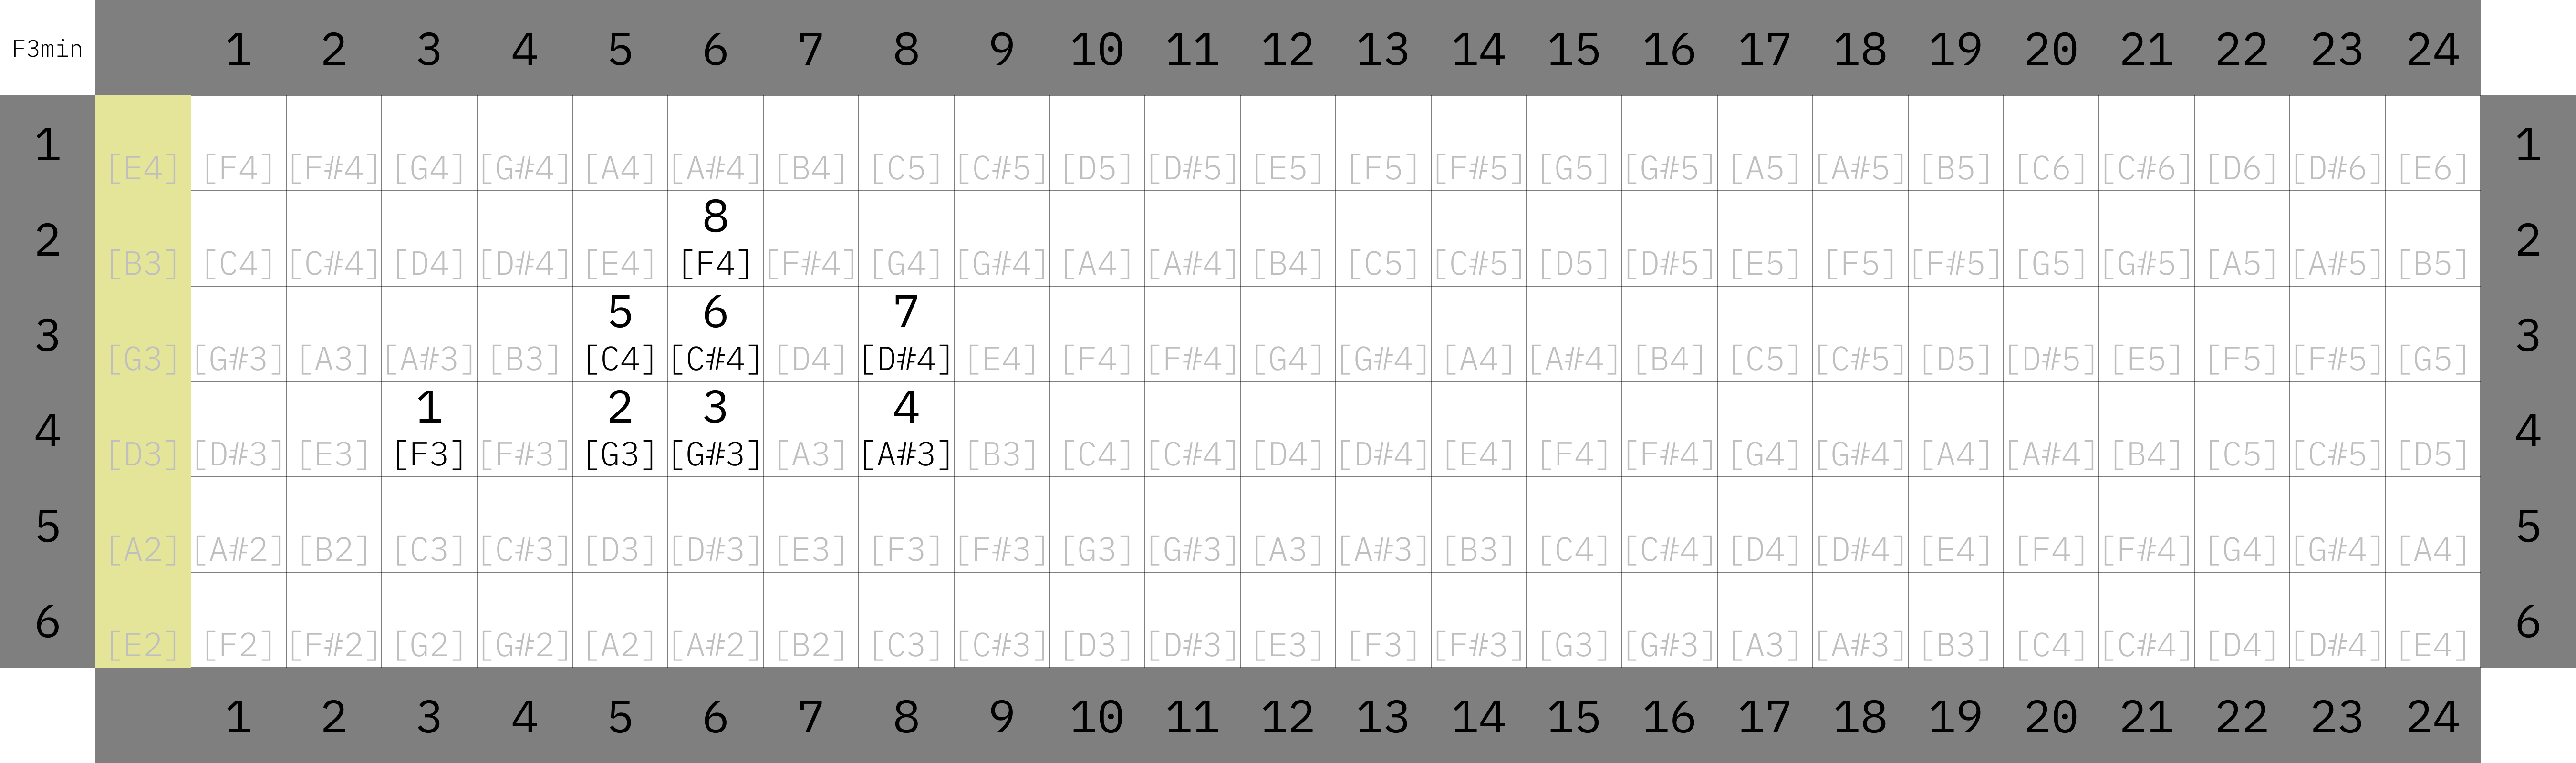 F3min 1 2 3 4 5 6 7 8 9 10 11 12 13 14 15 16 17 18 19 20 21 22 23 24
1 [E4] [F4] [F#4] [G4] [G#4] [A4] [A#4] [B4] [C5] [C#5] [D5] [D#5] [E5] [F5] [F#5] [G5] [G#5] [A5] [A#5] [B5] [C6] [C#6] [D6] [D#6] [E6] 1
8
2 [B3] [C4] [C#4] [D4] [D#4] [E4] [F4] [F#4] [G4] [G#4] [A4] [A#4] [B4] [C5] [C#5] [D5] [D#5] [E5] [F5] [F#5] [G5] [G#5] [A5] [A#5] [B5] 2
5 6 7
3 [G3] [G#3] [A3] [A#3] [B3] [C4] [C#4] [D4] [D#4] [E4] [F4] [F#4] [G4] [G#4] [A4] [A#4] [B4] [C5] [C#5] [D5] [D#5] [E5] [F5] [F#5] [G5] 3
1 2 3 4
4 [D3] [D#3] [E3] [F3] [F#3] [G3] [G#3] [A3] [A#3] [B3] [C4] [C#4] [D4] [D#4] [E4] [F4] [F#4] [G4] [G#4] [A4] [A#4] [B4] [C5] [C#5] [D5] 4
5 [A2] [A#2] [B2] [C3] [C#3] [D3] [D#3] [E3] [F3] [F#3] [G3] [G#3] [A3] [A#3] [B3] [C4] [C#4] [D4] [D#4] [E4] [F4] [F#4] [G4] [G#4] [A4] 5
6 [E2] [F2] [F#2] [G2] [G#2] [A2] [A#2] [B2] [C3] [C#3] [D3] [D#3] [E3] [F3] [F#3] [G3] [G#3] [A3] [A#3] [B3] [C4] [C#4] [D4] [D#4] [E4] 6
1 2 3 4 5 6 7 8 9 10 11 12 13 14 15 16 17 18 19 20 21 22 23 24